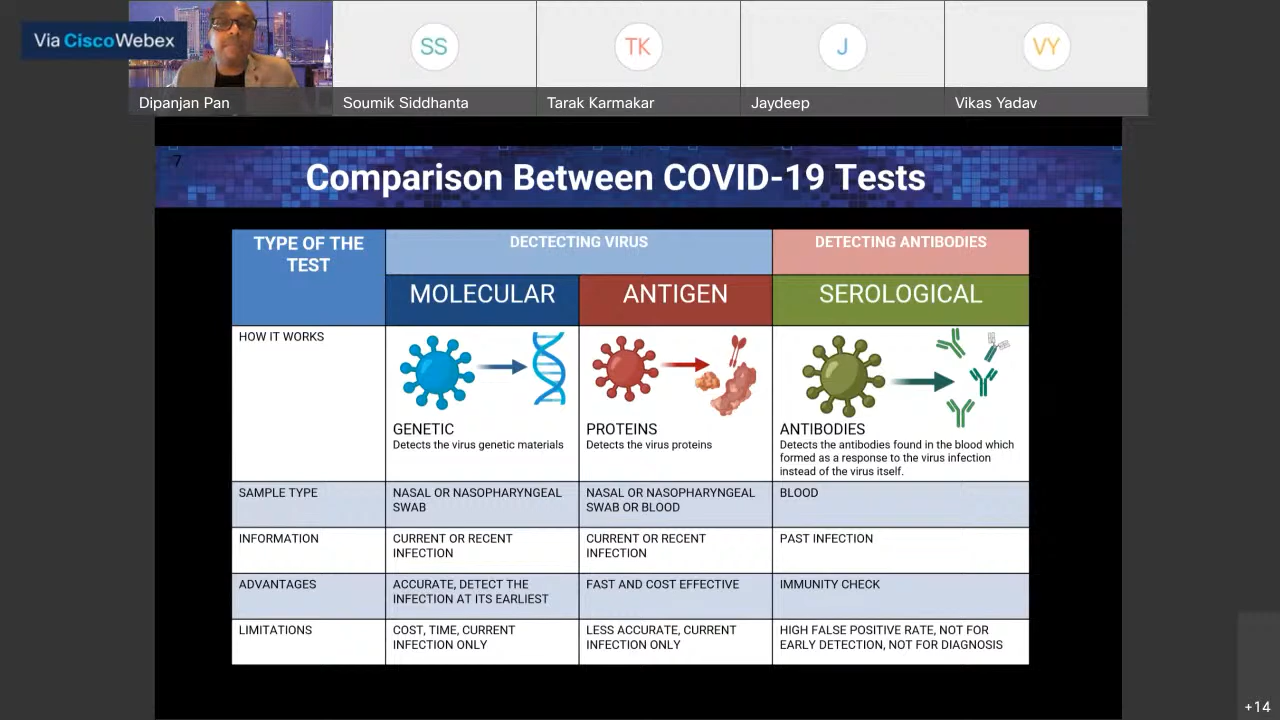 Via Cisco Webex
SS
TK
J
VY
Dipanjan Pan
Soumik Siddhanta
Tarak Karmakar
Jaydeep
Vikas Yadav
7
Comparison Between COVID-19 Tests
TYPE OF THE
TEST
DECTECTING VIRUS
DETECTING ANTIBODIES
MOLECULAR
ANTIGEN
SEROLOGICAL
HOW IT WORKS
GENETIC
Detects the virus genetic materials
PROTEINS
Detects the virus proteins
ANTIBODIES
Detects the antibodies found in the blood which
formed as a response to the virus infection
instead of the virus itself.
SAMPLE TYPE
NASAL OR NASOPHARYNGEAL
SWAB
NASAL OR NASOPHARYNGEAL
SWAB OR BLOOD
BLOOD
INFORMATION
CURRENT OR RECENT
INFECTION
CURRENT OR RECENT
INFECTION
PAST INFECTION
ADVANTAGES
ACCURATE, DETECT THE
INFECTION AT ITS EARLIEST
FAST AND COST EFFECTIVE
IMMUNITY CHECK
LIMITATIONS
COST, TIME, CURRENT
INFECTION ONLY
LESS ACCURATE, CURRENT
INFECTION ONLY
HIGH FALSE POSITIVE RATE, NOT FOR
EARLY DETECTION, NOT FOR DIAGNOSIS
+14